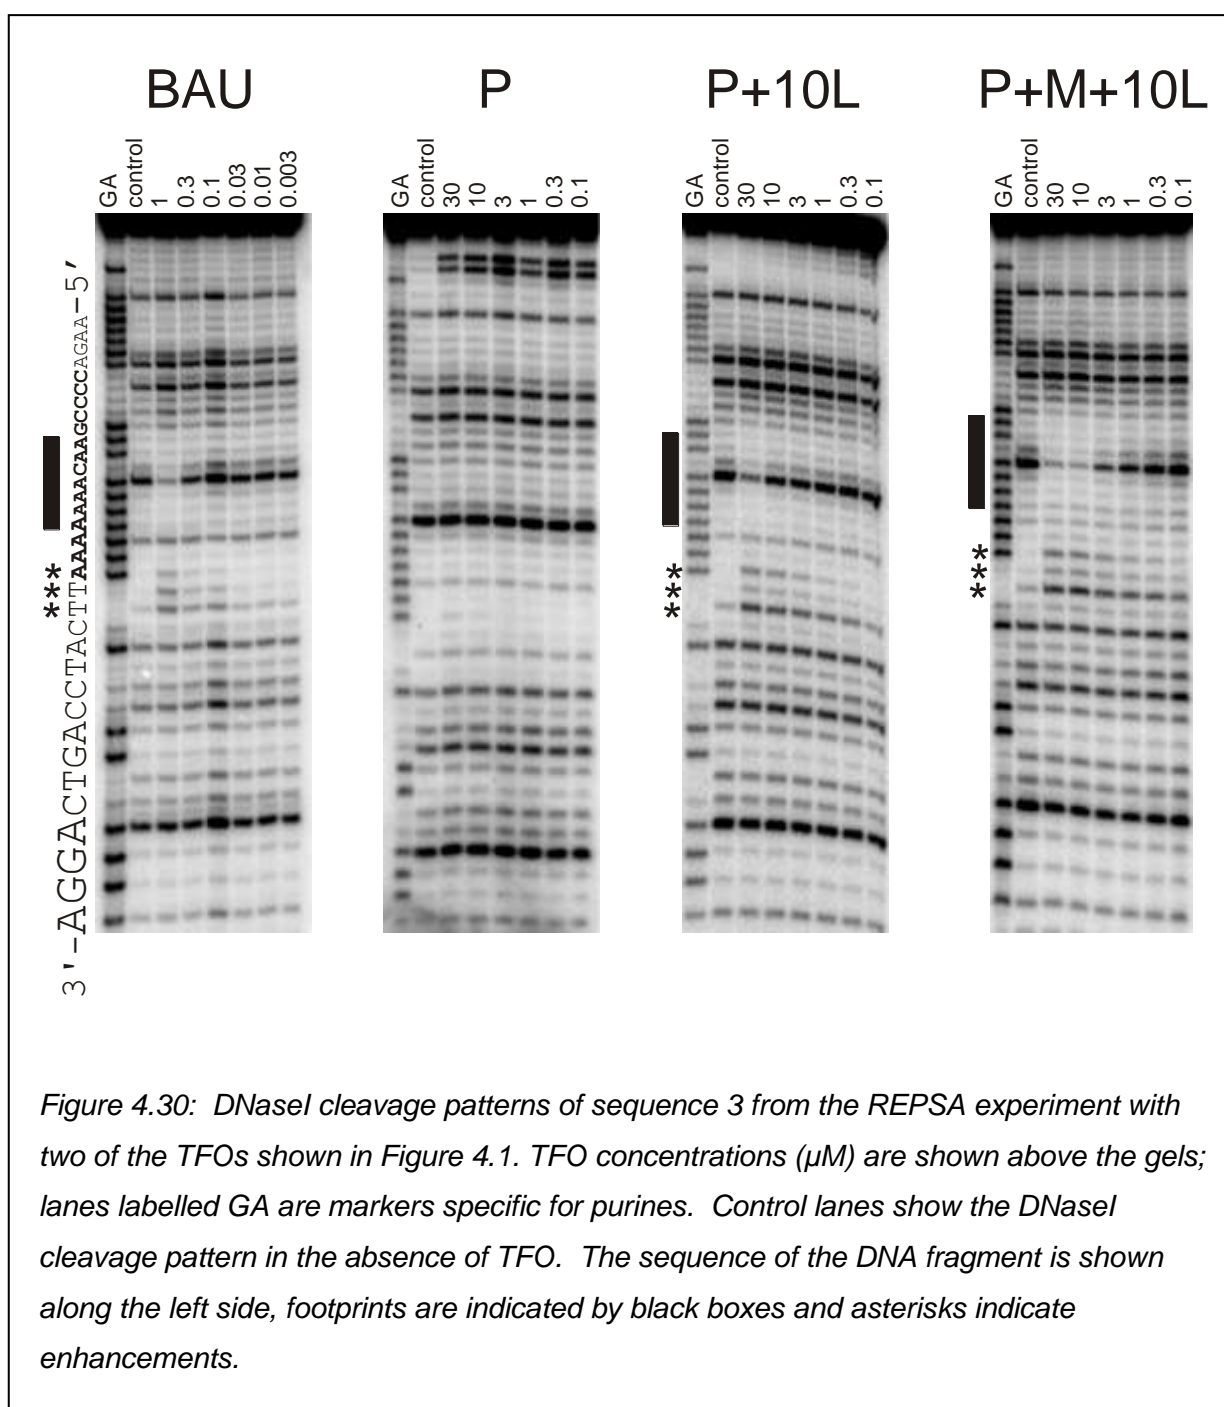 BAU P P+10L P+M+10L
GA control 1 0.3 0.1 0.03 0.01 0.003
GA control 30 10 3 1 0.3 0.1
GA control 30 10 3 1 0.3 0.1
GA control 30 10 3 1 0.3 0.1
3'-AGGACTGACCTACTTAAAAAAACAAGCCCCAGAA-5'
***
***
***
Figure 4.30: DNaseI cleavage patterns of sequence 3 from the REPSA experiment with
two of the TFOs shown in Figure 4.1. TFO concentrations (µM) are shown above the gels;
lanes labelled GA are markers specific for purines. Control lanes show the DNaseI
cleavage pattern in the absence of TFO. The sequence of the DNA fragment is shown
along the left side, footprints are indicated by black boxes and asterisks indicate
enhancements.